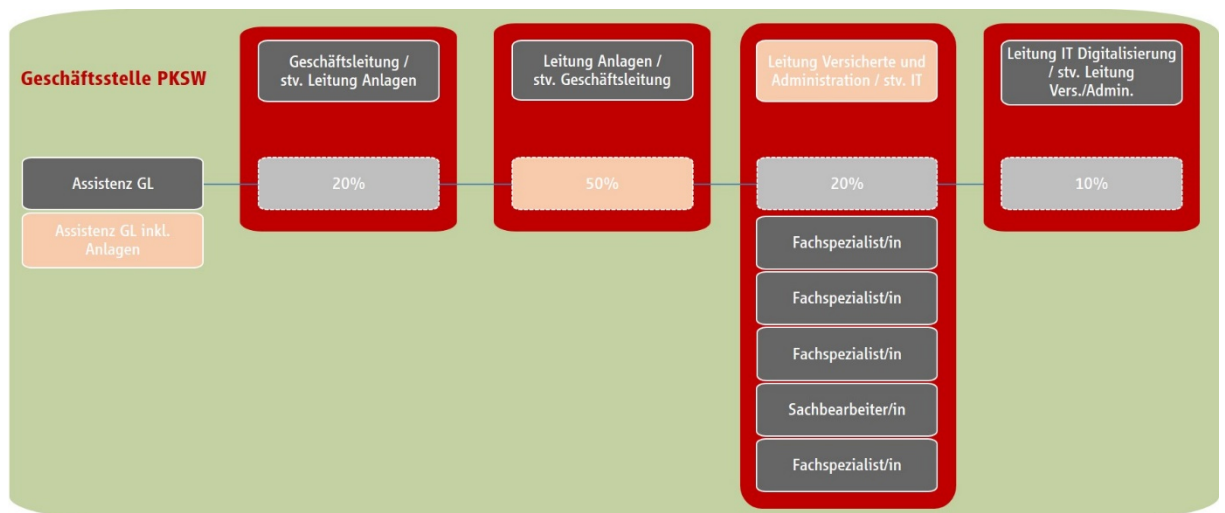 Geschäftsstelle PKSW
Geschäftsleitung /
stv. Leitung Anlagen
Leitung Anlagen /
stv. Geschäftsleitung
Leitung Versicherte und
Administration / stv. IT
Leitung IT Digitalisierung
/ stv. Leitung
Vers./Admin.
Assistenz GL
20%
50%
20%
10%
Assistenz GL inkl.
Anlagen
Fachspezialist/in
Fachspezialist/in
Fachspezialist/in
Sachbearbeiter/in
Fachspezialist/in